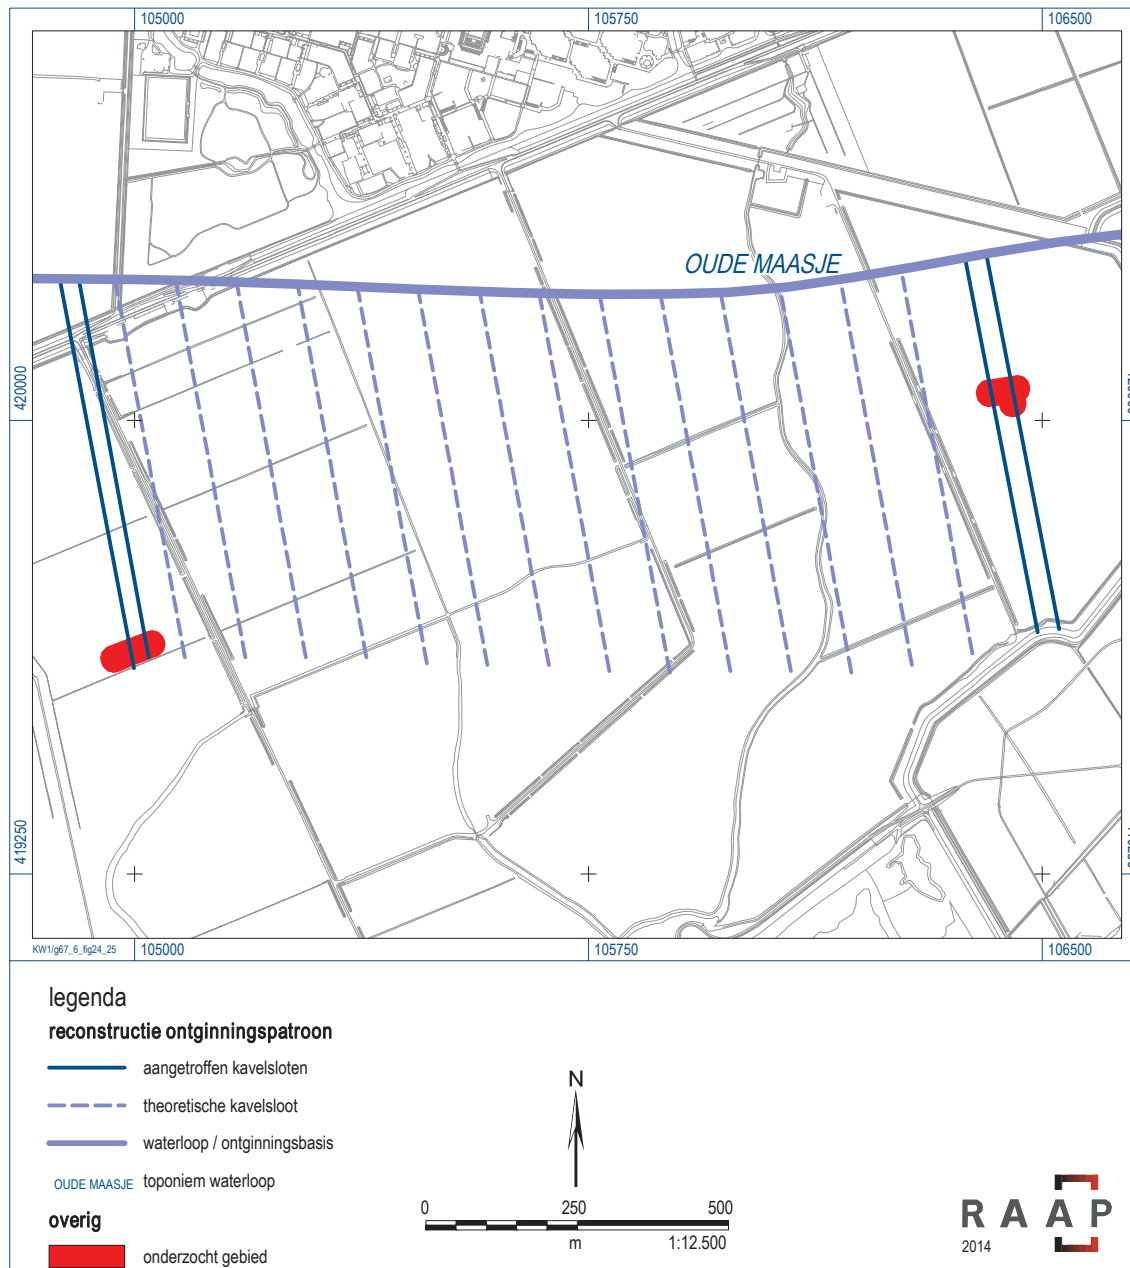 105000 105750 106500
OUDE MAASJE
420000
419250
KW1/g67_6_fig24_25
105000 105750 106500
legenda
reconstructie ontginningspatroon
aangetroffen kavelsloten
theoretische kavelsloot
waterloop / ontginningsbasis
OUDE MAASJE toponiem waterloop
overig
onderzocht gebied
N
0 250 500
m 1:12.500
RAAP
2014